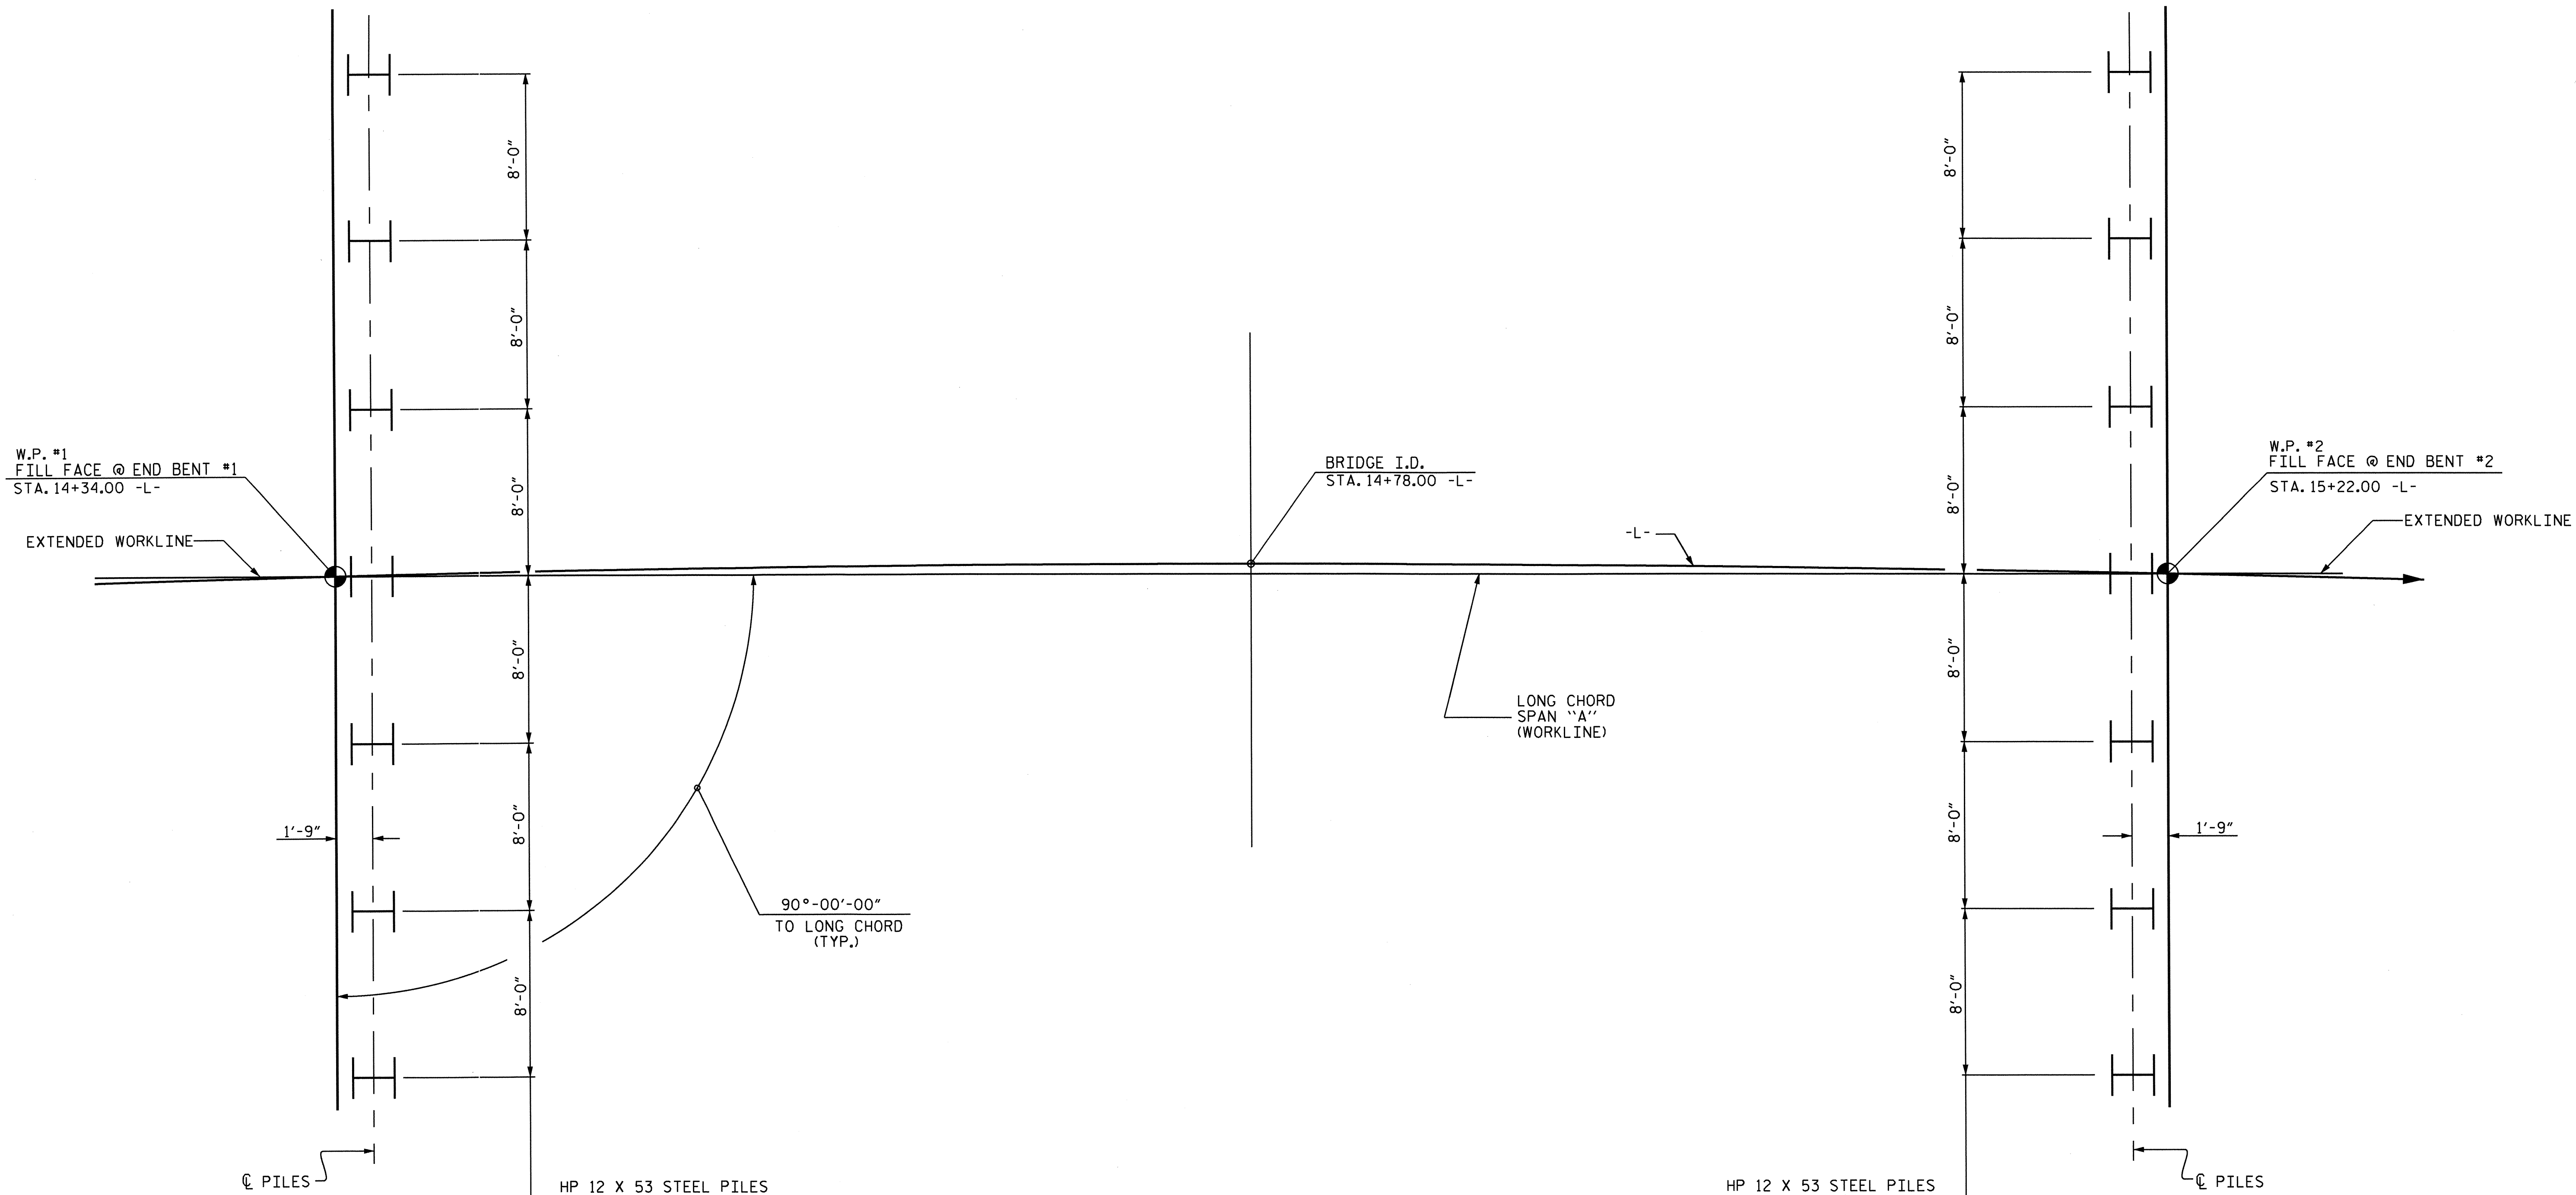 8'-0"
8'-0"
8'-0"
8'-0"
8'-0"
8'-0"
W.P. #1
FILL FACE @ END BENT #1
STA. 14+34.00 -L-
EXTENDED WORKLINE
BRIDGE I.D.
STA. 14+78.00 -L-
-L-
W.P. #2
FILL FACE @ END BENT #2
STA. 15+22.00 -L-
EXTENDED WORKLINE
8'-0"
8'-0"
LONG CHORD
SPAN ``A''
(WORKLINE)
1'-9"
8'-0"
8'-0"
1'-9"
90°-00'-00"
TO LONG CHORD
(TYP.)
8'-0"
8'-0"
℄ PILES
HP 12 X 53 STEEL PILES
HP 12 X 53 STEEL PILES
℄ PILES